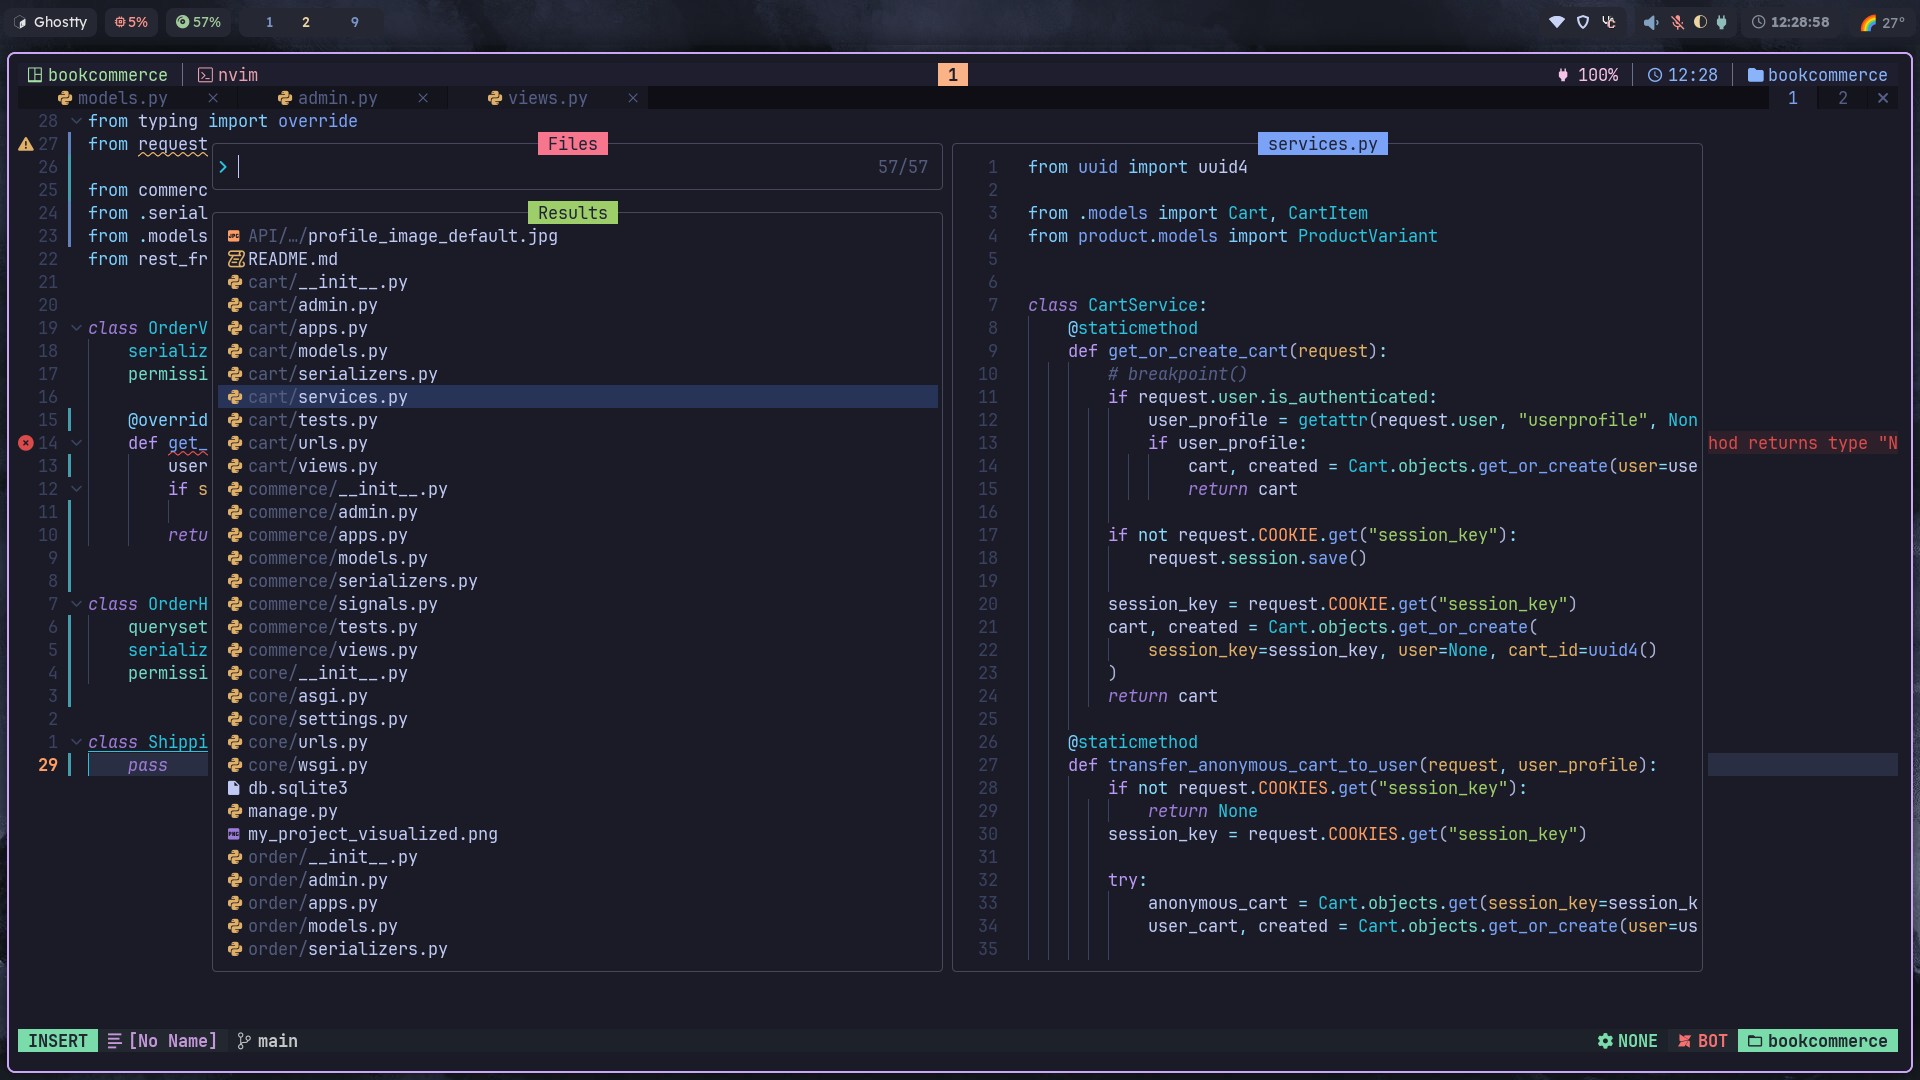 Ghostty 5% 57% 1 2 9 12:28:58 27°
bookcommerce nvim 1 100% 12:28 bookcommerce
models.py × admin.py × views.py × 1 2 ×
28 from typing import override
27 from request
26
25 from commerc
24 from .serial
23 from .models
22 from rest_fr
21
20
19 class OrderV
18 serializ
17 permissi
16
15 @overrid
14 def get_ hod returns type "N
13 user
12 if s
11
10 retu
9
8
7 class OrderH
6 queryset
5 serializ
4 permissi
3
2
1 class Shippi
29 pass
Files
> 57/57
Results
API/…/profile_image_default.jpg
README.md
cart/__init__.py
cart/admin.py
cart/apps.py
cart/models.py
cart/serializers.py
cart/services.py
cart/tests.py
cart/urls.py
cart/views.py
commerce/__init__.py
commerce/admin.py
commerce/apps.py
commerce/models.py
commerce/serializers.py
commerce/signals.py
commerce/tests.py
commerce/views.py
core/__init__.py
core/asgi.py
core/settings.py
core/urls.py
core/wsgi.py
db.sqlite3
manage.py
my_project_visualized.png
order/__init__.py
order/admin.py
order/apps.py
order/models.py
order/serializers.py
services.py
1 from uuid import uuid4
2
3 from .models import Cart, CartItem
4 from product.models import ProductVariant
5
6
7 class CartService:
8 @staticmethod
9 def get_or_create_cart(request):
10 # breakpoint()
11 if request.user.is_authenticated:
12 user_profile = getattr(request.user, "userprofile", Non
13 if user_profile:
14 cart, created = Cart.objects.get_or_create(user=use
15 return cart
16
17 if not request.COOKIE.get("session_key"):
18 request.session.save()
19
20 session_key = request.COOKIE.get("session_key")
21 cart, created = Cart.objects.get_or_create(
22 session_key=session_key, user=None, cart_id=uuid4()
23 )
24 return cart
25
26 @staticmethod
27 def transfer_anonymous_cart_to_user(request, user_profile):
28 if not request.COOKIES.get("session_key"):
29 return None
30 session_key = request.COOKIES.get("session_key")
31
32 try:
33 anonymous_cart = Cart.objects.get(session_key=session_k
34 user_cart, created = Cart.objects.get_or_create(user=us
35
INSERT [No Name] main NONE BOT bookcommerce